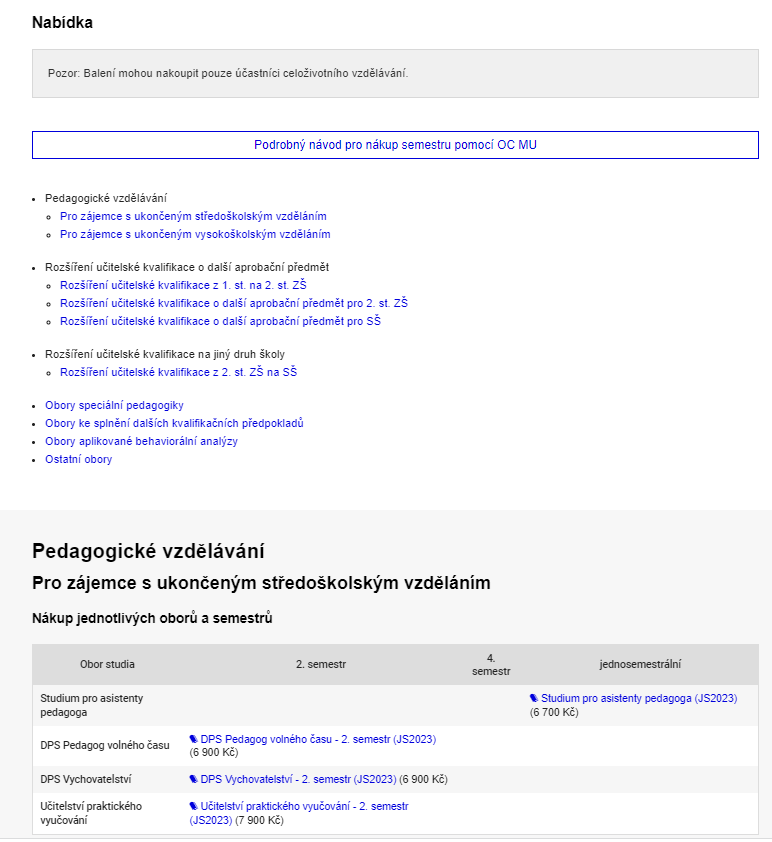 Nabídka
Pozor: Balení mohou nakoupit pouze účastníci celoživotního vzdělávání.
Podrobný návod pro nákup semestru pomocí OC MU
Pedagogické vzdělávání
Pro zájemce s ukončeným středoškolským vzděláním
Pro zájemce s ukončeným vysokoškolským vzděláním
Rozšíření učitelské kvalifikace o další aprobační předmět
Rozšíření učitelské kvalifikace z 1. st. na 2. st. ZŠ
Rozšíření učitelské kvalifikace o další aprobační předmět pro 2. st. ZŠ
Rozšíření učitelské kvalifikace o další aprobační předmět pro SŠ
Rozšíření učitelské kvalifikace na jiný druh školy
Rozšíření učitelské kvalifikace z 2. st. ZŠ na SŠ
Obory speciální pedagogiky
Obory ke splnění dalších kvalifikačních předpokladů
Obory aplikované behaviorální analýzy
Ostatní obory
Pedagogické vzdělávání
Pro zájemce s ukončeným středoškolským vzděláním
Nákup jednotlivých oborů a semestrů
Obor studia 2. semestr 4. semestr jednosemestrální
Studium pro asistenty pedagoga Studium pro asistenty pedagoga (JS2023) (6 700 Kč)
DPS Pedagog volného času DPS Pedagog volného času - 2. semestr (JS2023) (6 900 Kč)
DPS Vychovatelství DPS Vychovatelství - 2. semestr (JS2023) (6 900 Kč)
Učitelství praktického vyučování Učitelství praktického vyučování - 2. semestr (JS2023) (7 900 Kč)